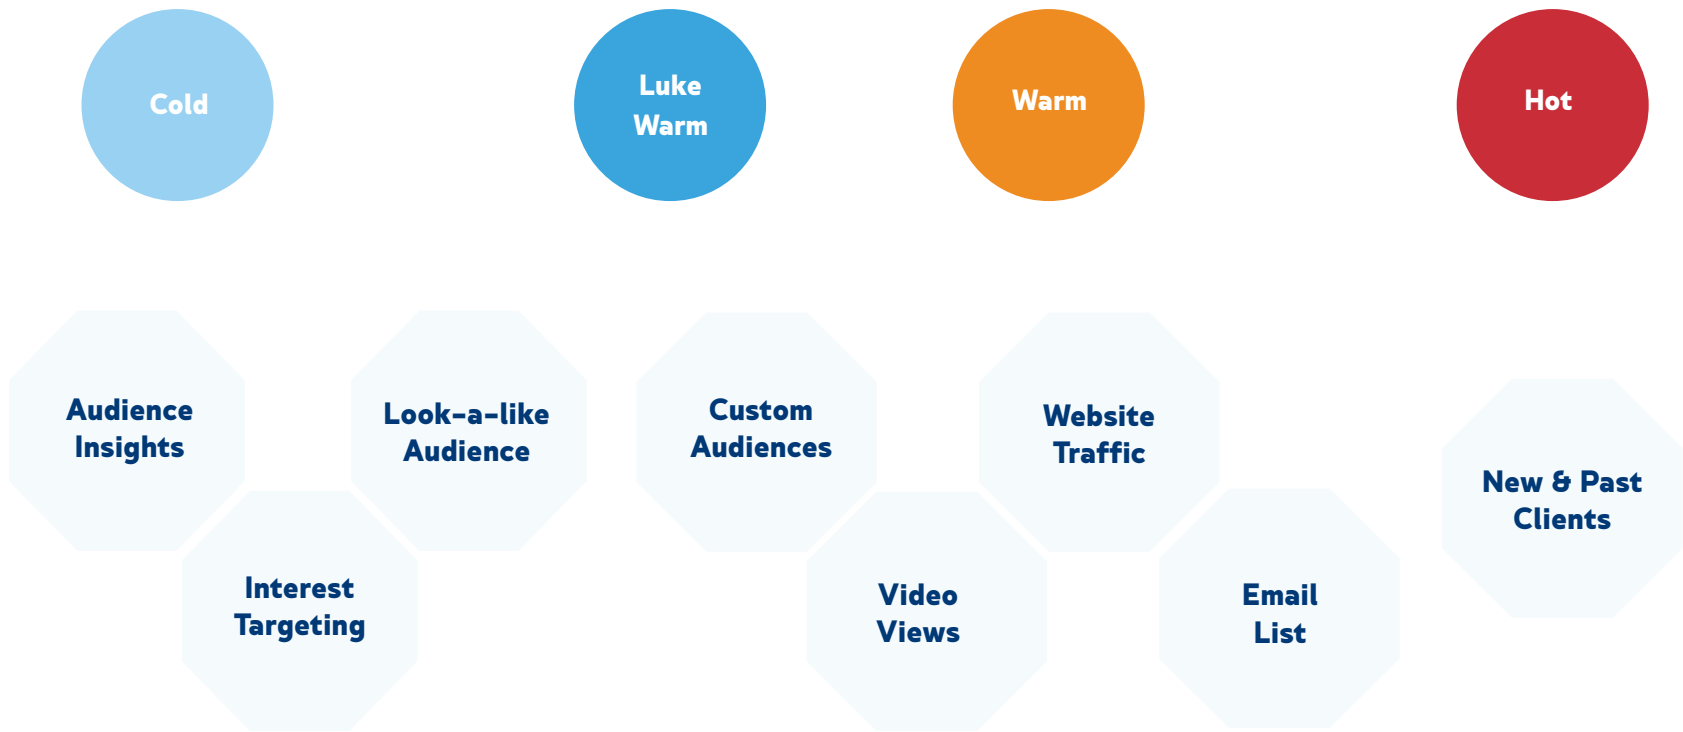 Cold
Luke
Warm
Warm
Hot
Audience
Insights
Look-a-like
Audience
Custom
Audiences
Website
Traffic
New & Past
Clients
Interest
Targeting
Video
Views
Email
List